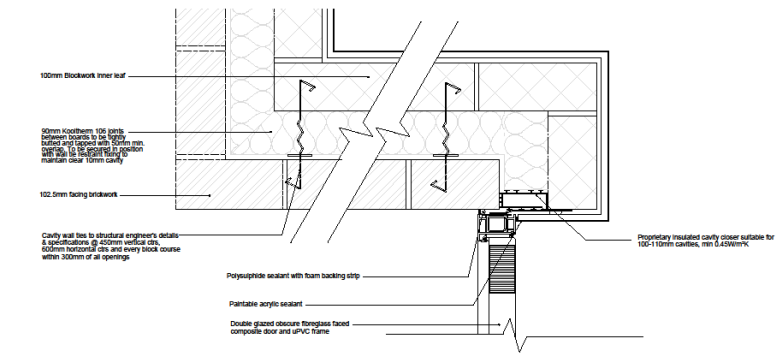 100mm Blockwork inner leaf
90mm Kooltherm 106 joints
between boards to be tightly
butted and tapped with 50mm min.
overlap. To be secured in position
with wall tie restraint fixing to
maintain clear 10mm cavity
102.5mm facing brickwork
Cavity wall ties to structural engineer's details
& specifications @ 450mm vertical ctrs,
600mm horizontal ctrs and every block course
within 300mm of all openings
Proprietary insulated cavity closer suitable for
100-110mm cavities, min 0.45W/m²K
Polysulphide sealant with foam backing strip
Paintable acrylic sealant
Double glazed obscure fibreglass faced
composite door and uPVC frame